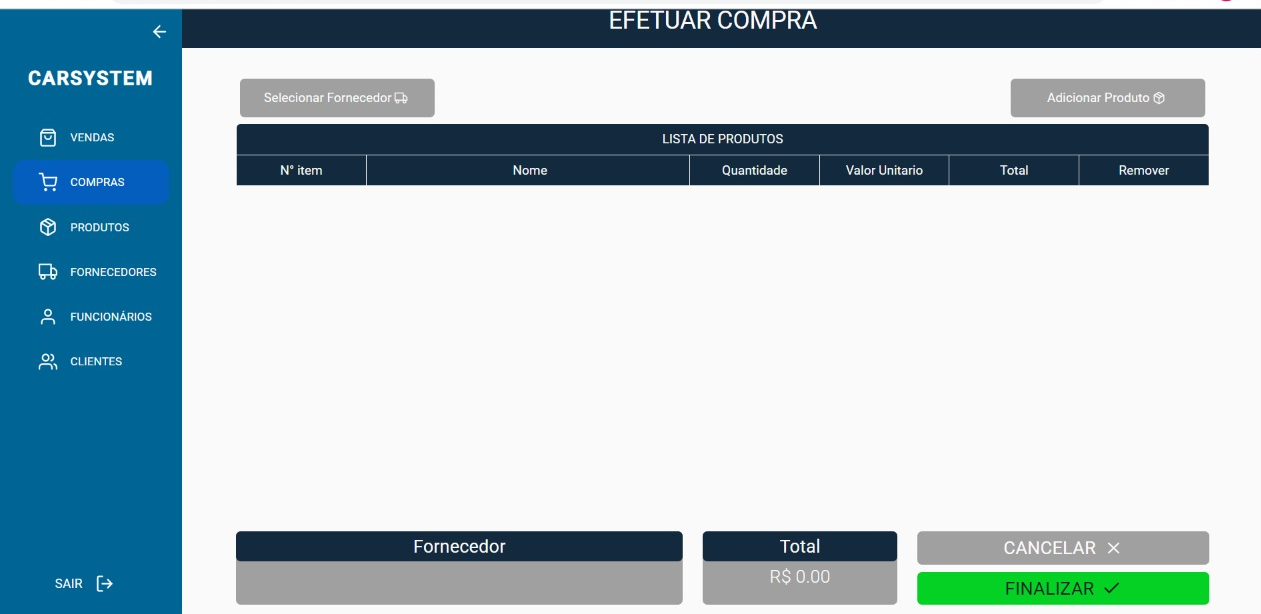 EFETUAR COMPRA
CARSYSTEM
VENDAS
COMPRAS
PRODUTOS
FORNECEDORES
FUNCIONÁRIOS
CLIENTES
SAIR
Selecionar Fornecedor
Adicionar Produto
LISTA DE PRODUTOS
N° item Nome Quantidade Valor Unitario Total Remover
Fornecedor
Total
R$ 0.00
CANCELAR
FINALIZAR